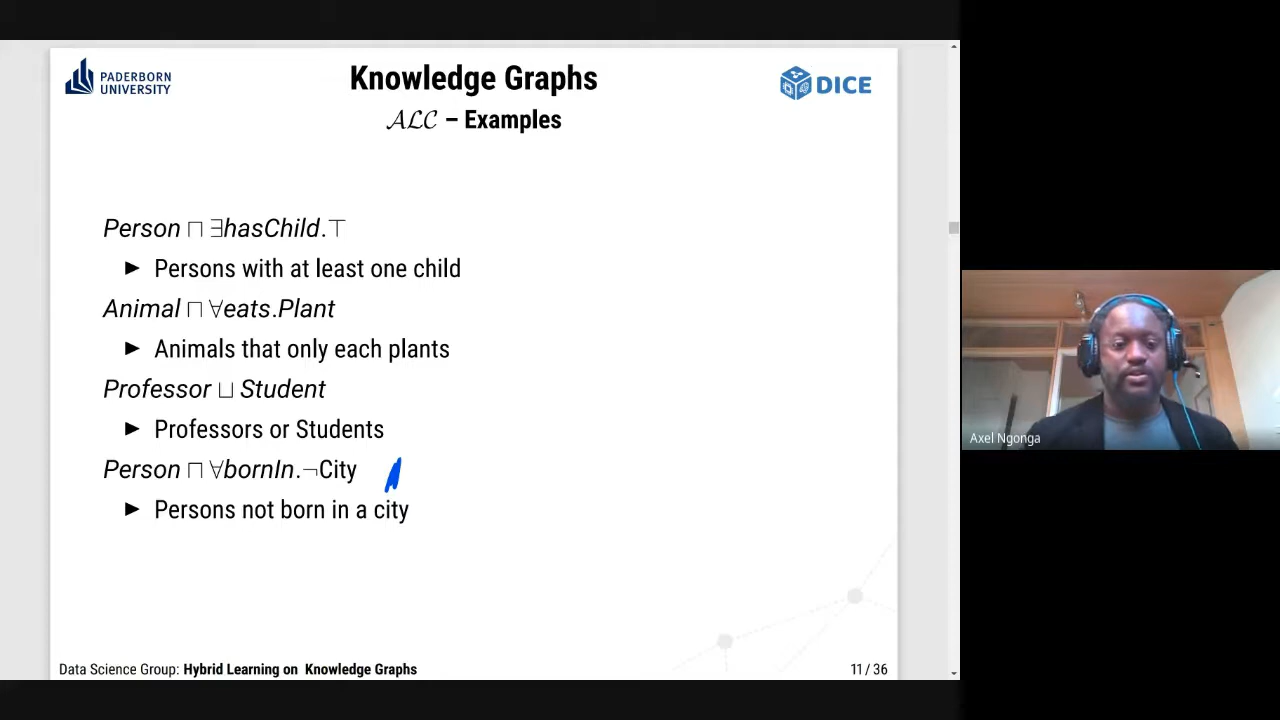 PADERBORN
UNIVERSITY
Knowledge Graphs
DICE
𝒜ℒ𝒞 – Examples
Person ⊓ ∃hasChild.⊤
► Persons with at least one child
Animal ⊓ ∀eats.Plant
► Animals that only each plants
Professor ⊔ Student
► Professors or Students
Person ⊓ ∀bornIn.¬City
► Persons not born in a city
Data Science Group: Hybrid Learning on Knowledge Graphs
11 / 36
Axel Ngonga